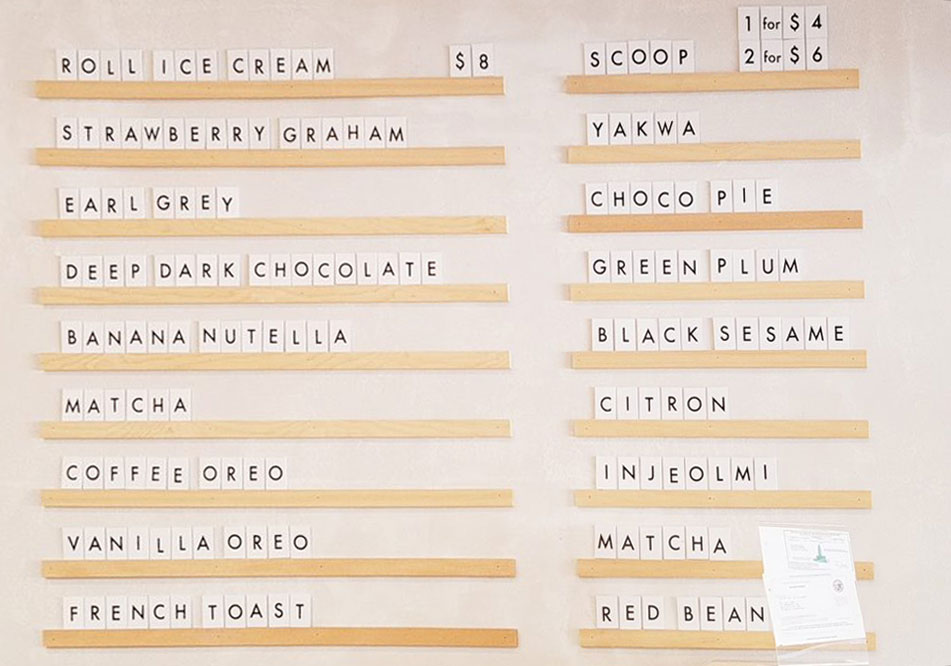 ROLL ICE CREAM $8
STRAWBERRY GRAHAM
EARL GREY
DEEP DARK CHOCOLATE
BANANA NUTELLA
MATCHA
COFFEE OREO
VANILLA OREO
FRENCH TOAST
1 for $4
SCOOP 2 for $6
YAKWA
CHOCO PIE
GREEN PLUM
BLACK SESAME
CITRON
INJEOLMI
MATCHA
RED BEAN